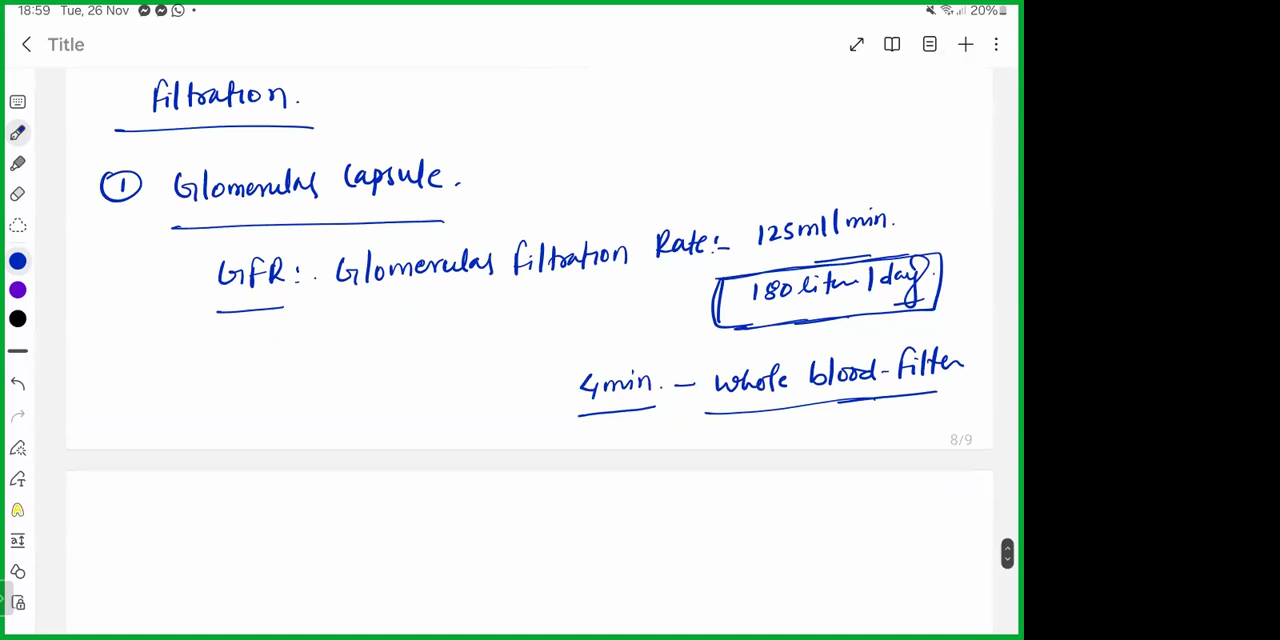 18:59 Tue, 26 Nov
20%
Title
Filtration.
① Glomerular Capsule.
GFR:. Glomerular Filtration Rate:- 125ml/min.
180 liter/day.
4min. - whole blood-filter
8/9